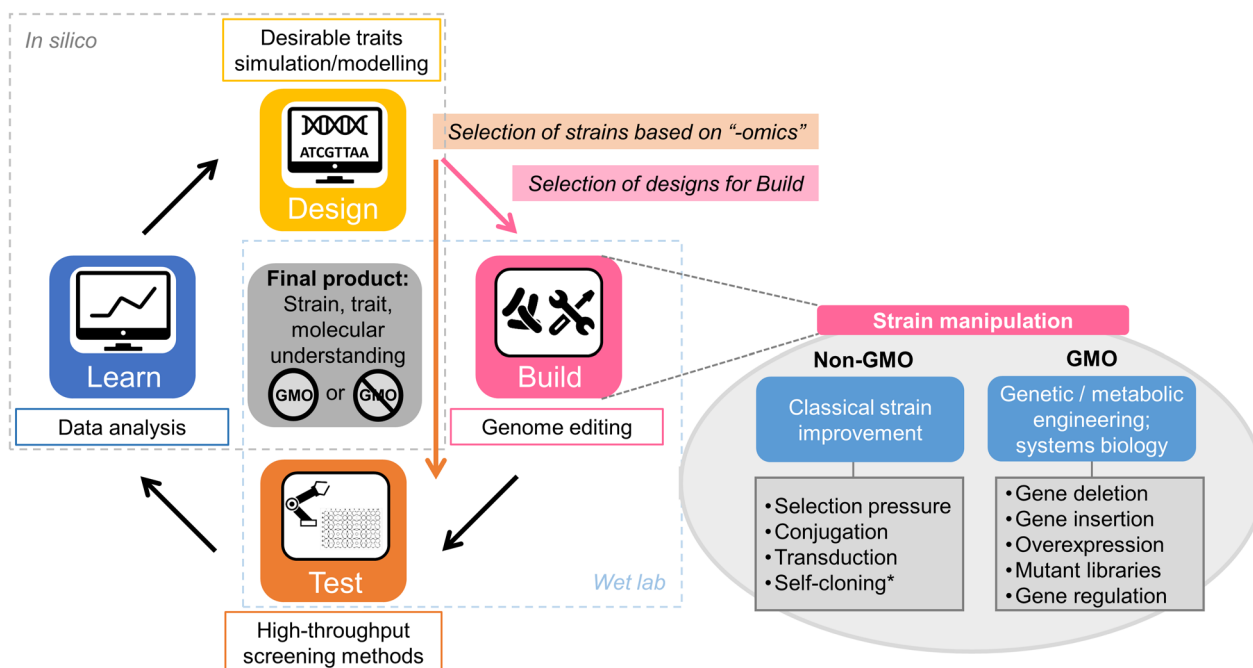 In silico
Desirable traits
simulation/modelling
ATCGTTAA
Design
Selection of strains based on “-omics”
Selection of designs for Build
Learn
Data analysis
Final product:
Strain, trait,
molecular
understanding
GMO or GMO
Build
Genome editing
Test
High-throughput
screening methods
Wet lab
Strain manipulation
Non-GMO
Classical strain
improvement
•Selection pressure
•Conjugation
•Transduction
•Self-cloning*
GMO
Genetic / metabolic
engineering;
systems biology
•Gene deletion
•Gene insertion
•Overexpression
•Mutant libraries
•Gene regulation